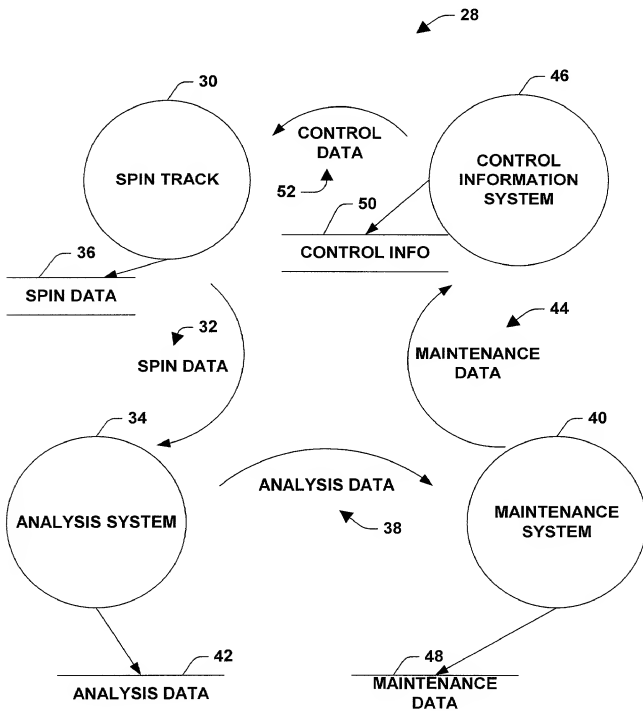 28
30
46
SPIN TRACK
CONTROL
DATA
52
CONTROL
INFORMATION
SYSTEM
50
CONTROL INFO
36
SPIN DATA
32
SPIN DATA
44
MAINTENANCE
DATA
34
40
ANALYSIS SYSTEM
ANALYSIS DATA
38
MAINTENANCE
SYSTEM
42
ANALYSIS DATA
48
MAINTENANCE
DATA